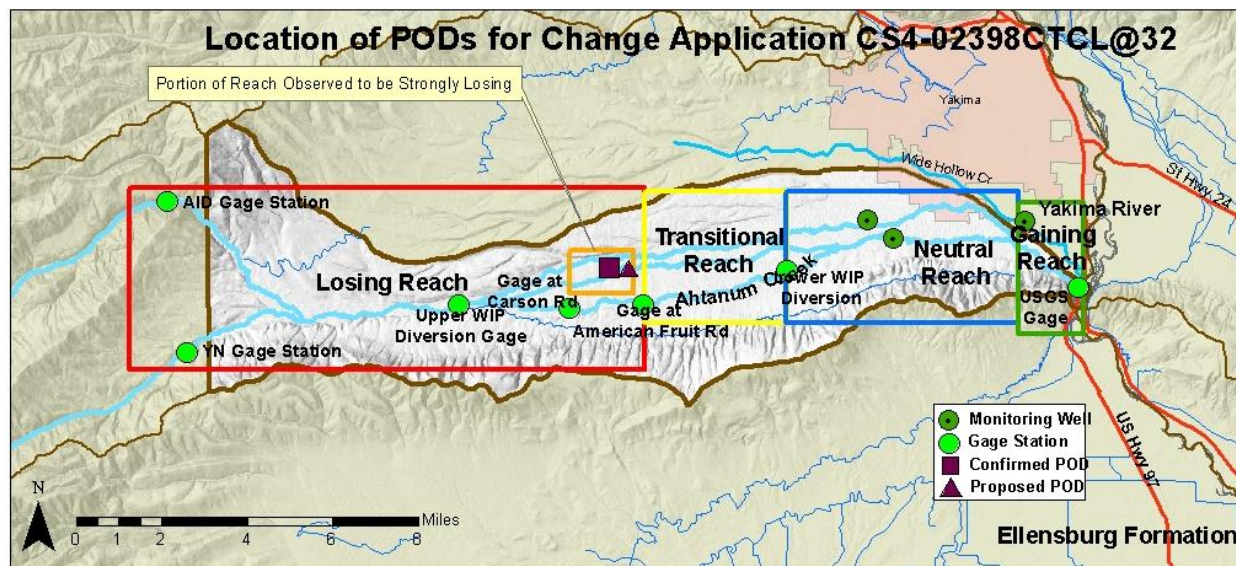 Location of PODs for Change Application CS4-02398CTCL@32
Portion of Reach Observed to be Strongly Losing
Yakima
Wide Hollow Cr
St Hwy 24
AID Gage Station
Yakima River
Transitional
Reach
Neutral
Reach
Gaining
Reach
Losing Reach
Gage at
Carson Rd
Ahtanum Creek
Lower WIP
Diversion
Upper WIP
Diversion Gage
Gage at
American Fruit Rd
USGS
Gage
YN Gage Station
Monitoring Well
Gage Station
Confirmed POD
Proposed POD
US Hwy 97
N
Miles
0 1 2 4 6 8
Ellensburg Formation